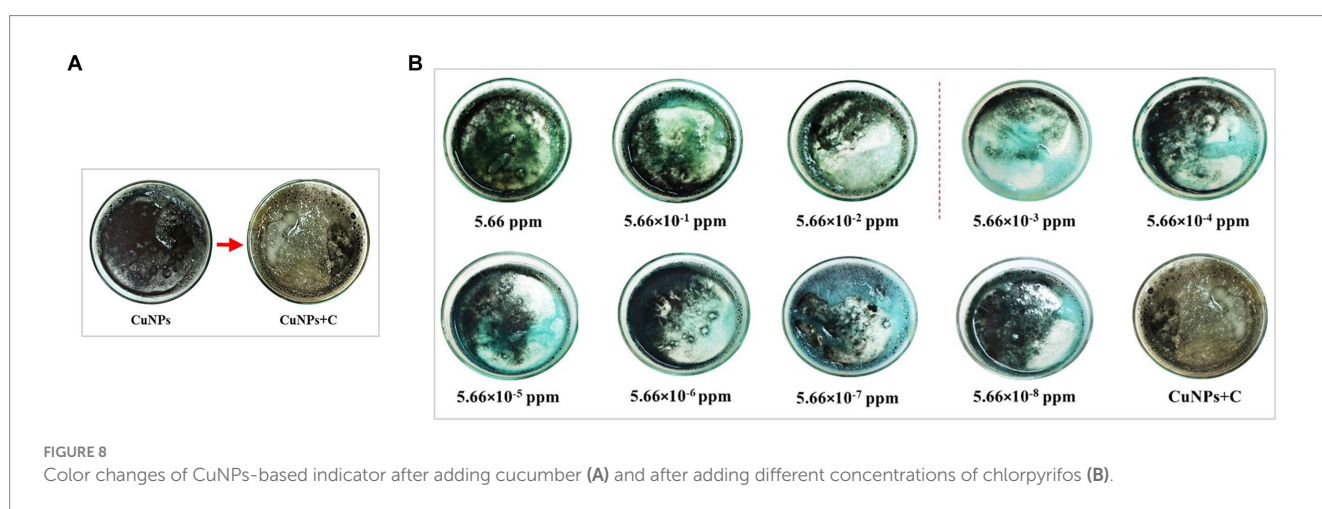 A
B
CuNPs
CuNPs+C
5.66 ppm
5.66×10⁻¹ ppm
5.66×10⁻² ppm
5.66×10⁻³ ppm
5.66×10⁻⁴ ppm
5.66×10⁻⁵ ppm
5.66×10⁻⁶ ppm
5.66×10⁻⁷ ppm
5.66×10⁻⁸ ppm
CuNPs+C
FIGURE 8
Color changes of CuNPs-based indicator after adding cucumber (A) and after adding different concentrations of chlorpyrifos (B).